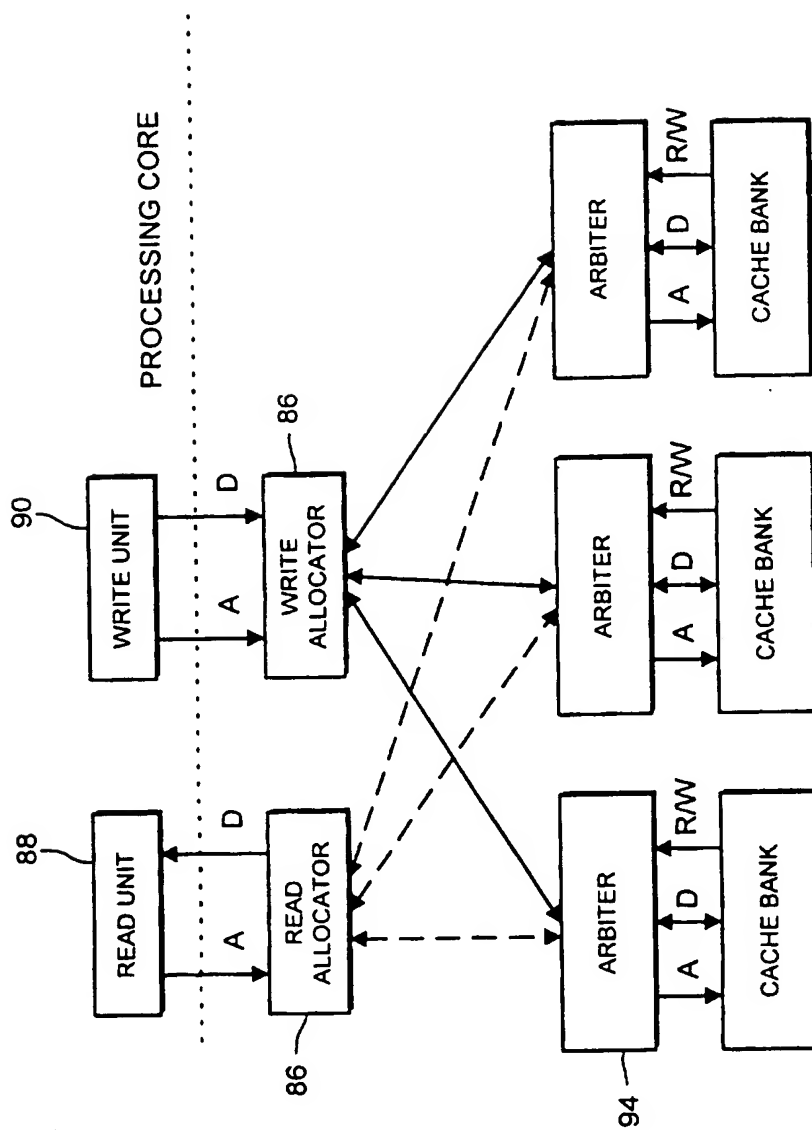 PROCESSING CORE
88
READ UNIT
90
WRITE UNIT
A
D
A
D
86
READ
ALLOCATOR
86
WRITE
ALLOCATOR
94
ARBITER
ARBITER
ARBITER
A
D
R/W
A
D
R/W
A
D
R/W
CACHE BANK
CACHE BANK
CACHE BANK